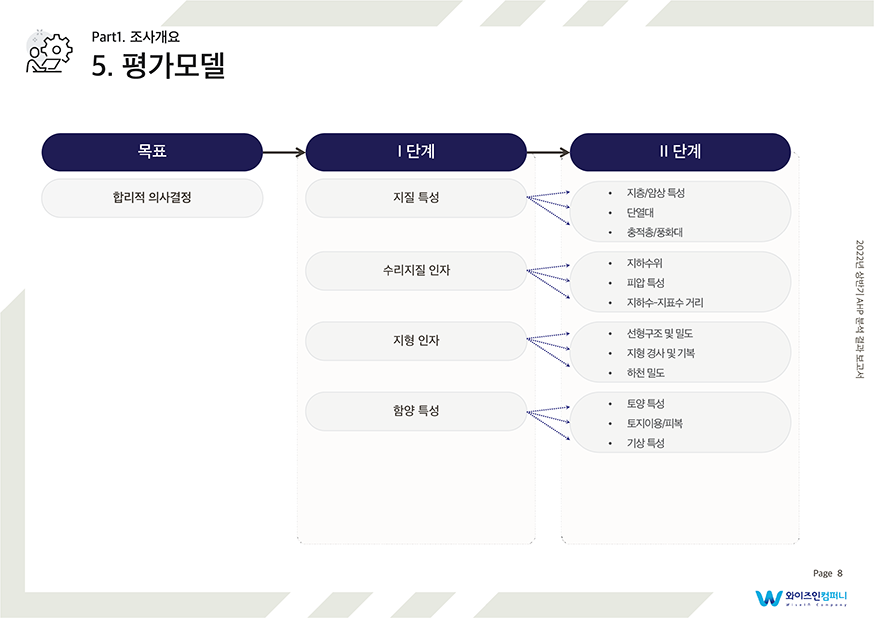 Part1. 조사개요
5. 평가모델
목표
I 단계
II 단계
합리적 의사결정
지질 특성
• 지층/암상 특성
• 단열대
• 충적층/풍화대
수리지질 인자
• 지하수위
• 피압 특성
• 지하수-지표수 거리
지형 인자
• 선형구조 및 밀도
• 지형 경사 및 기복
• 하천 밀도
함양 특성
• 토양 특성
• 토지이용/피복
• 기상 특성
2022년 상반기 AHP 분석 결과 보고서
Page 8
와이즈인컴퍼니
WiseIn Company